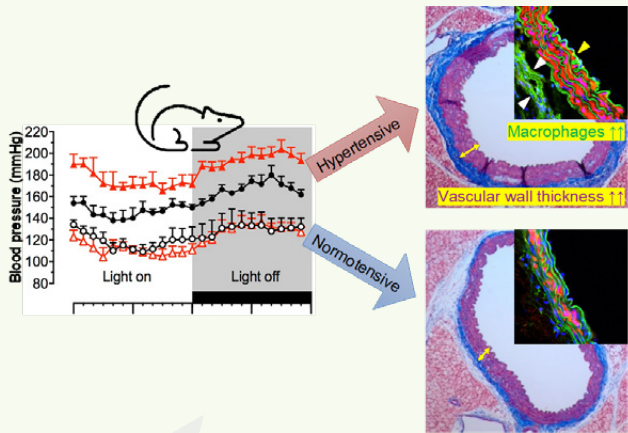 Blood pressure (mmHg)
220
200
180
160
140
120
100
80
Light on
Light off
Hypertensive
Normotensive
Macrophages ↑↑
Vascular wall thickness ↑↑